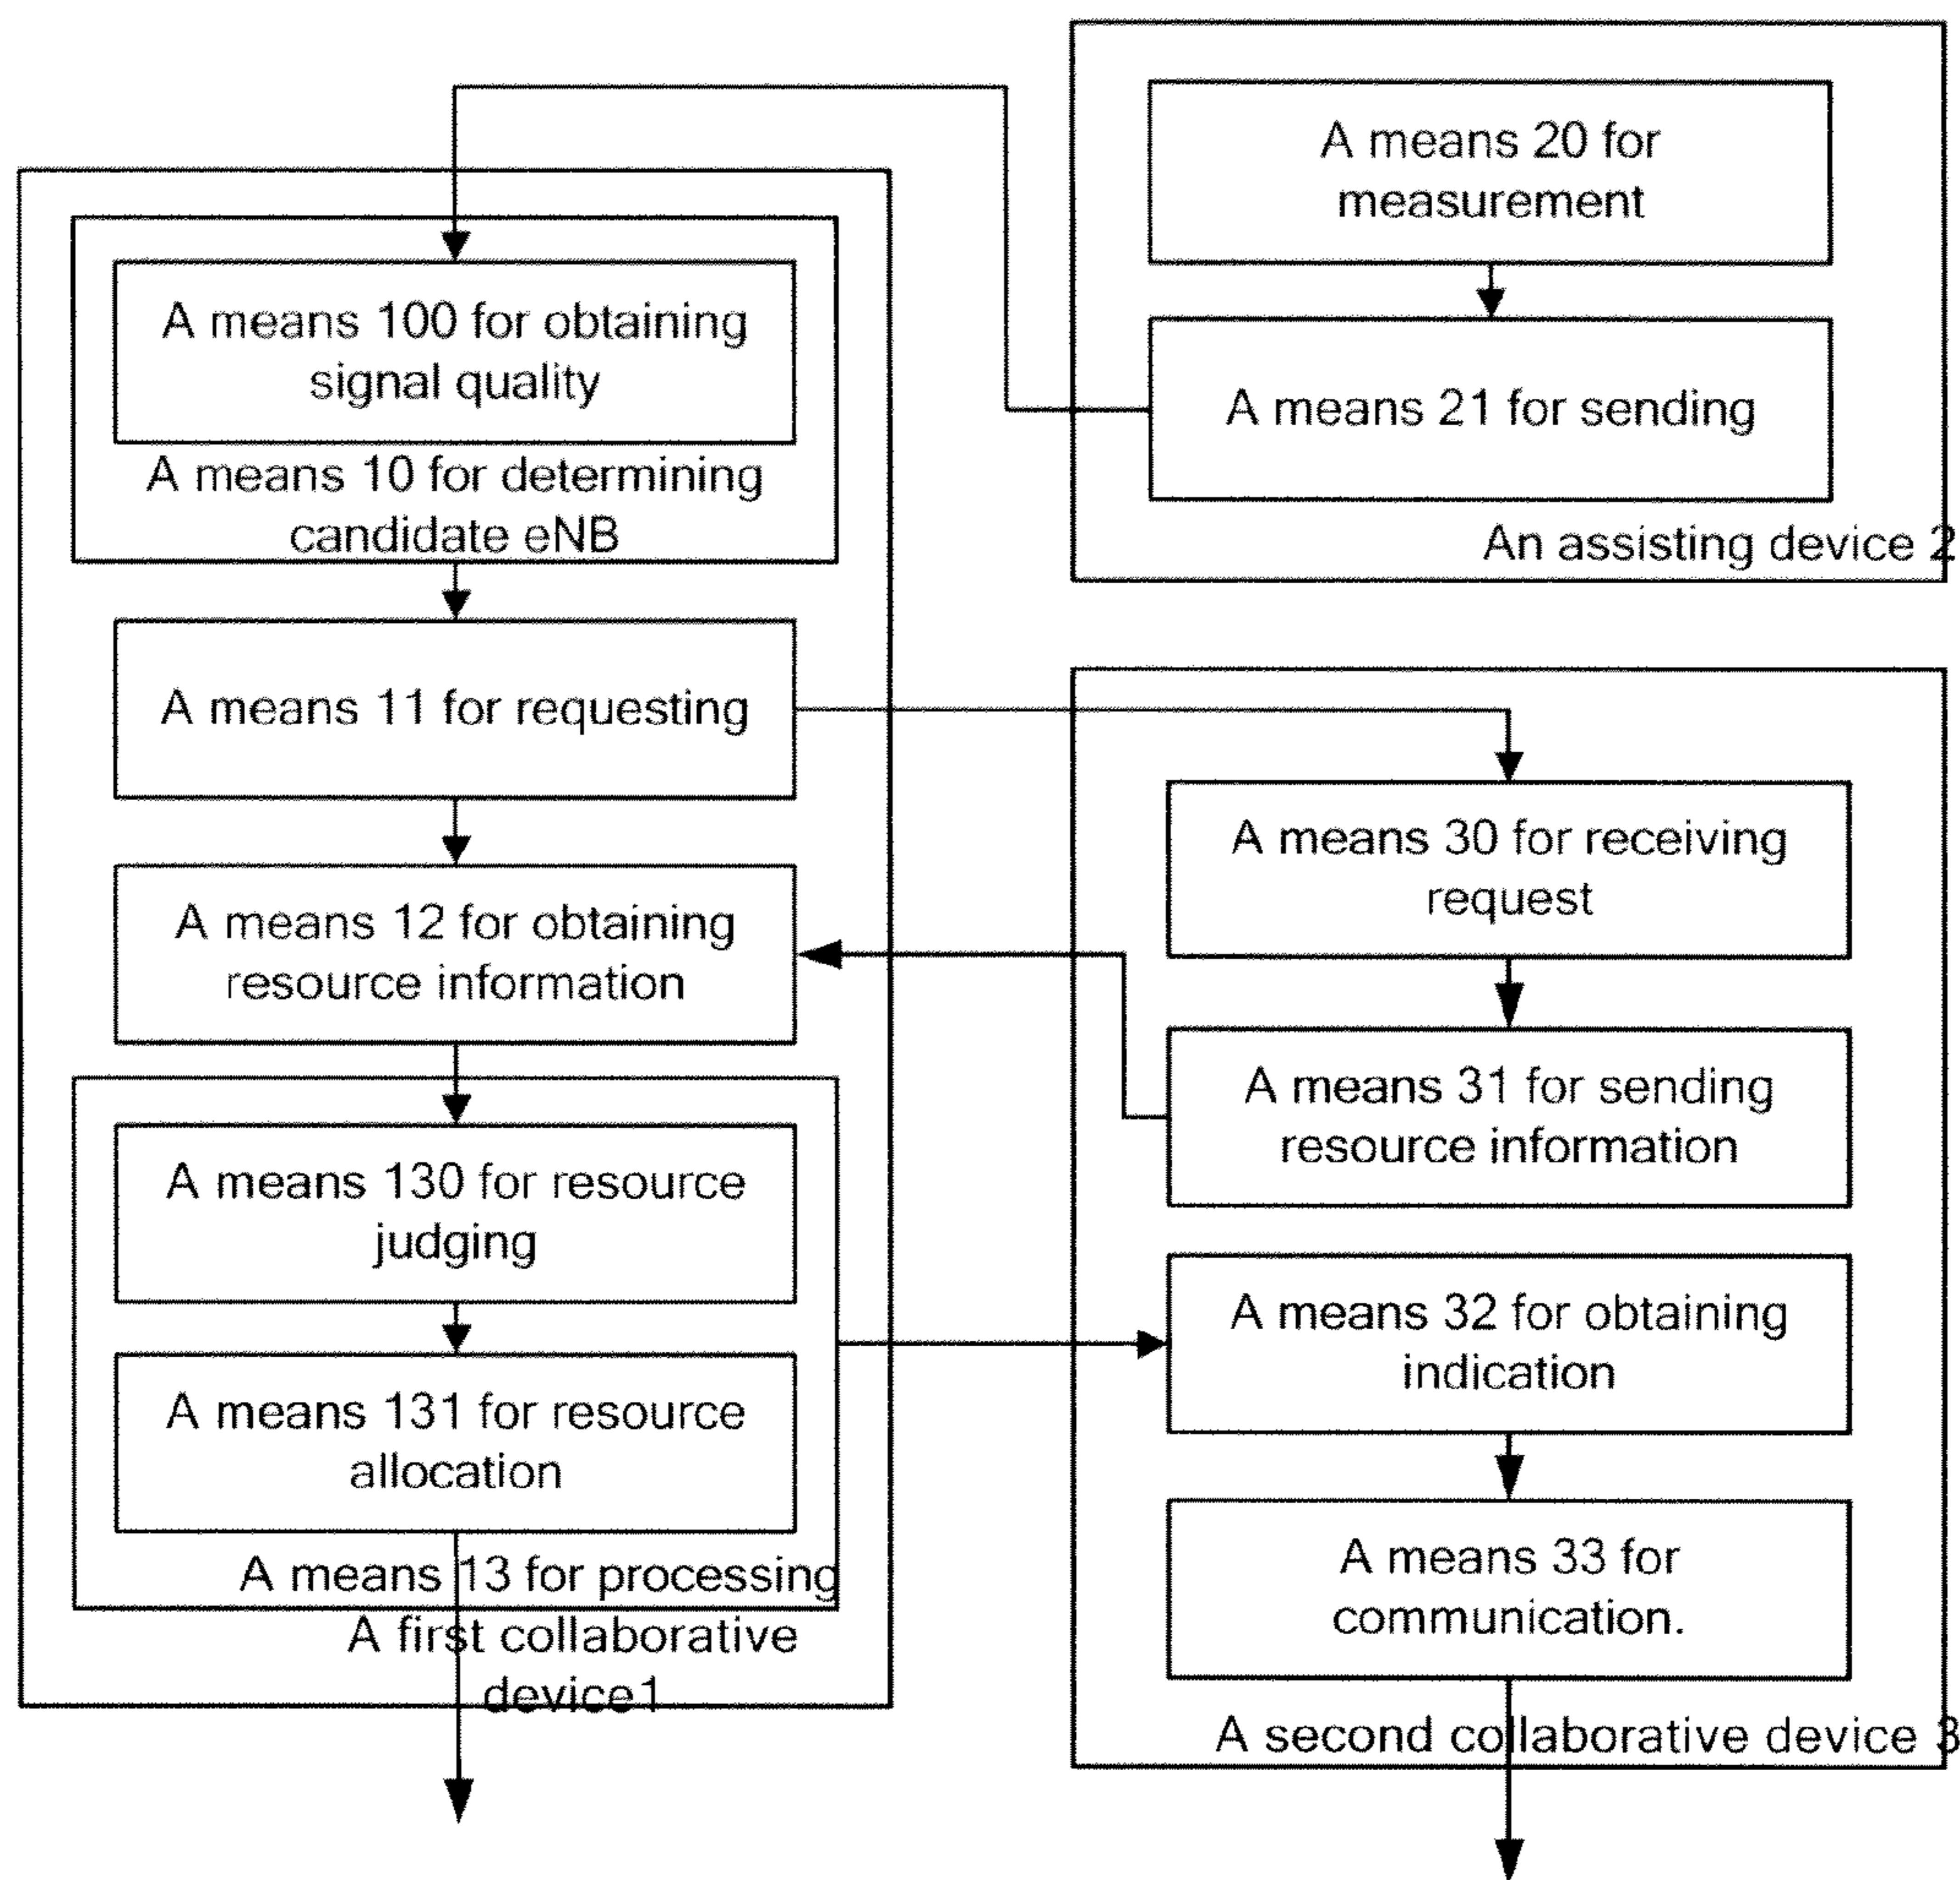 A means 100 for obtaining
signal quality
A means 10 for determining
candidate eNB
A means 11 for requesting
A means 12 for obtaining
resource information
A means 130 for resource
judging
A means 131 for resource
allocation
A means 13 for processing
A first collaborative
device1
A means 20 for
measurement
A means 21 for sending
An assisting device 2
A means 30 for receiving
request
A means 31 for sending
resource information
A means 32 for obtaining
indication
A means 33 for
communication.
A second collaborative device 3